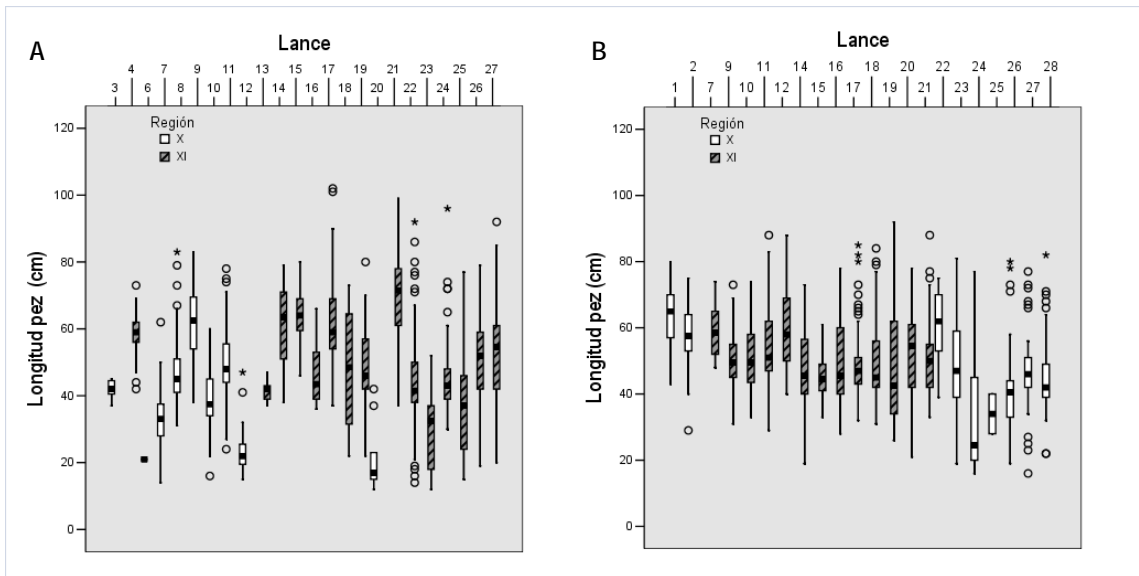 A
Lance
4 7 9 11 13 15 17 19 21 23 25 27
3 6 8 10 12 14 16 18 20 22 24 26
Región
X
XI
Longitud pez (cm)
120
100
80
60
40
20
0
B
Lance
2 9 11 14 16 18 20 22 24 26 28
1 7 10 12 15 17 19 21 23 25 27
Región
X
XI
Longitud pez (cm)
120
100
80
60
40
20
0